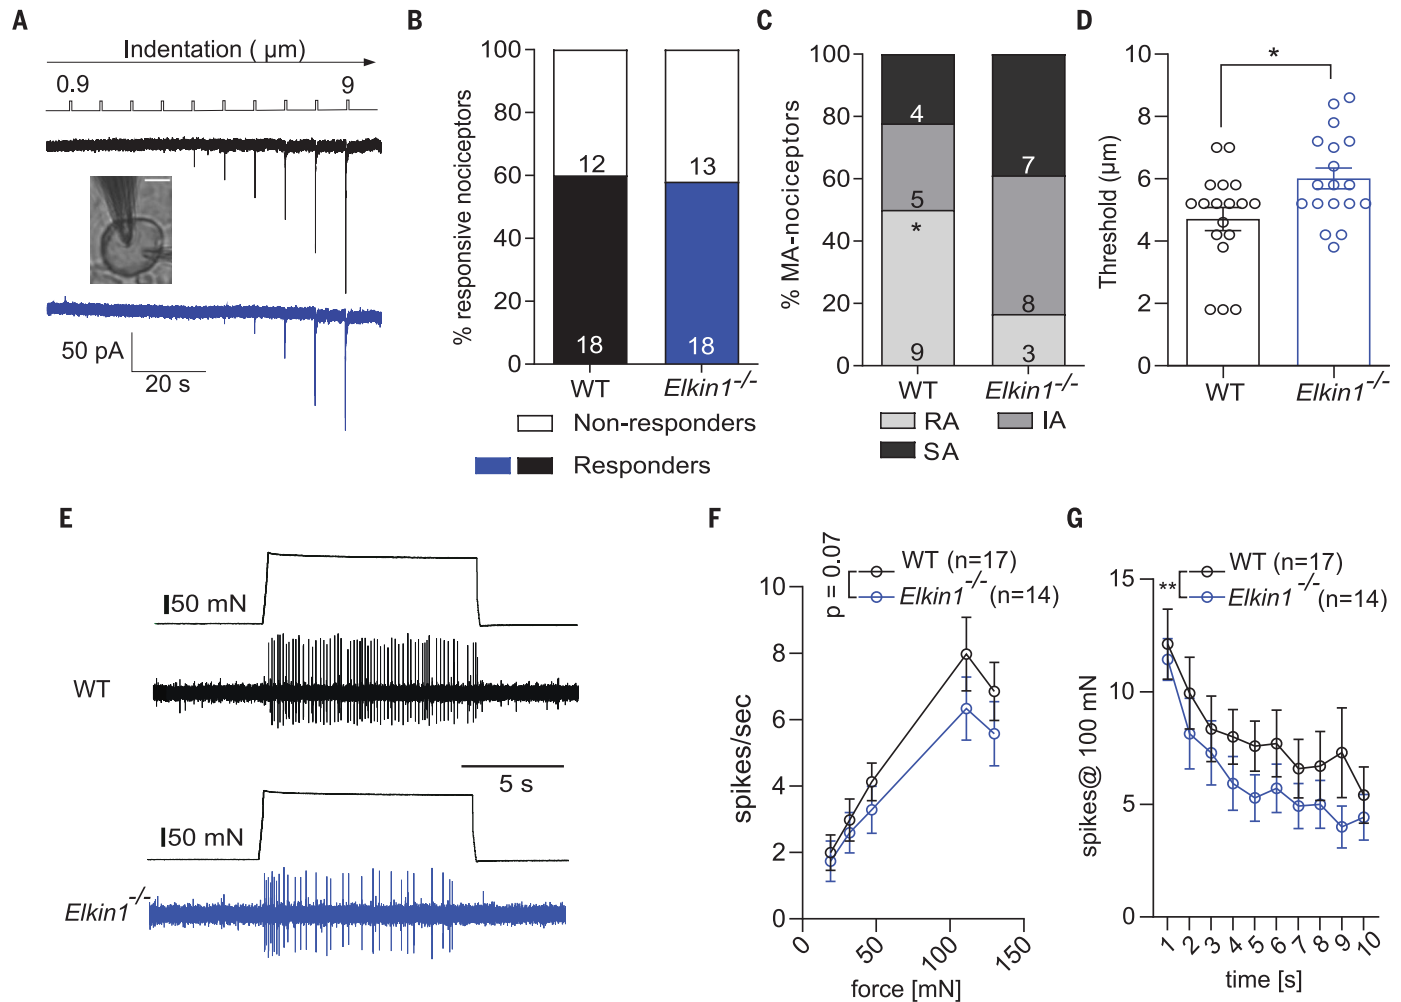 A
Indentation ( µm)
0.9
9
50 pA
20 s
B
% responsive nociceptors
100
80
60
40
20
0
12
13
18
18
WT
Elkin1-/-
Non-responders
Responders
C
% MA-nociceptors
100
80
60
40
20
0
4
5
*
9
7
8
3
WT
Elkin1-/-
RA
IA
SA
D
Threshold (µm)
10
8
6
4
2
0
*
WT
Elkin1-/-
E
50 mN
WT
5 s
50 mN
Elkin1-/-
F
p = 0.07
WT (n=17)
Elkin1-/- (n=14)
spikes/sec
10
8
6
4
2
0
0
50
100
150
force [mN]
G
**
WT (n=17)
Elkin1-/- (n=14)
spikes@ 100 mN
15
10
5
0
1
2
3
4
5
6
7
8
9
10
time [s]